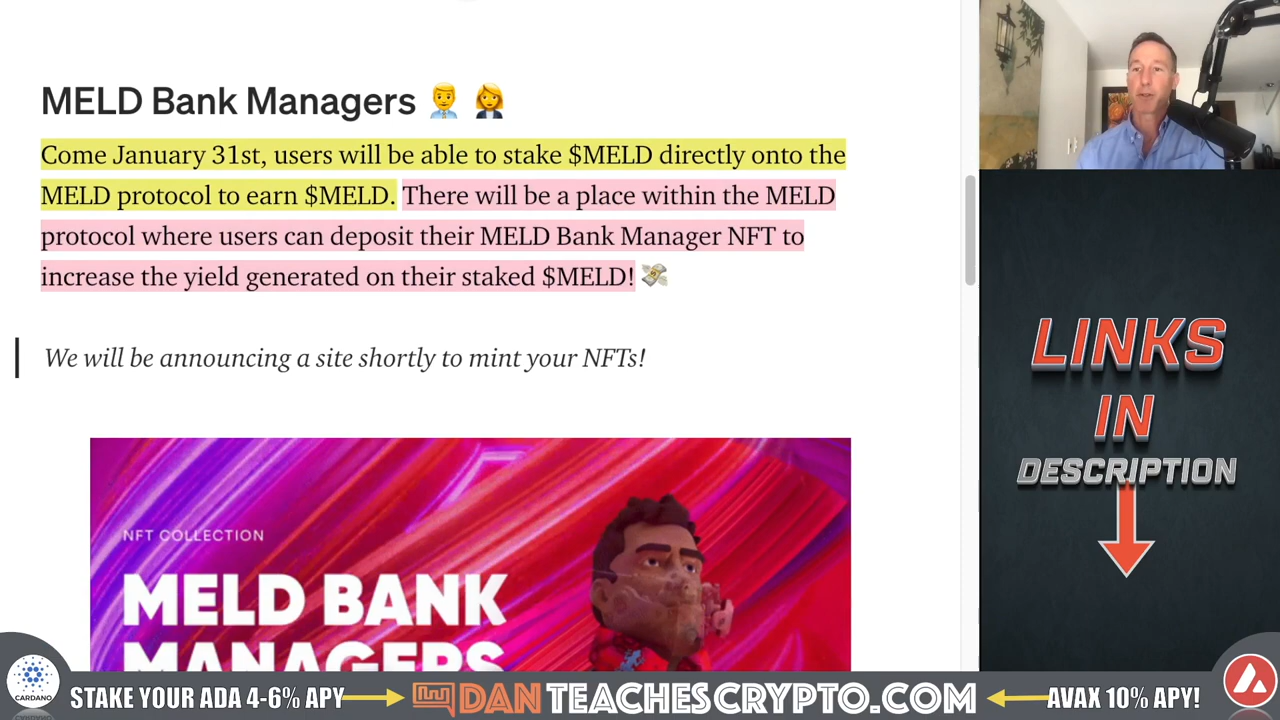 MELD Bank Managers 👨‍💼 👩‍💼
Come January 31st, users will be able to stake $MELD directly onto the
MELD protocol to earn $MELD. There will be a place within the MELD
protocol where users can deposit their MELD Bank Manager NFT to
increase the yield generated on their staked $MELD! 💸
We will be announcing a site shortly to mint your NFTs!
NFT COLLECTION
MELD BANK
MANAGERS
LINKS
IN
DESCRIPTION
CARDANO
STAKE YOUR ADA 4-6% APY
DANTEACHESCRYPTO.COM
AVAX 10% APY!